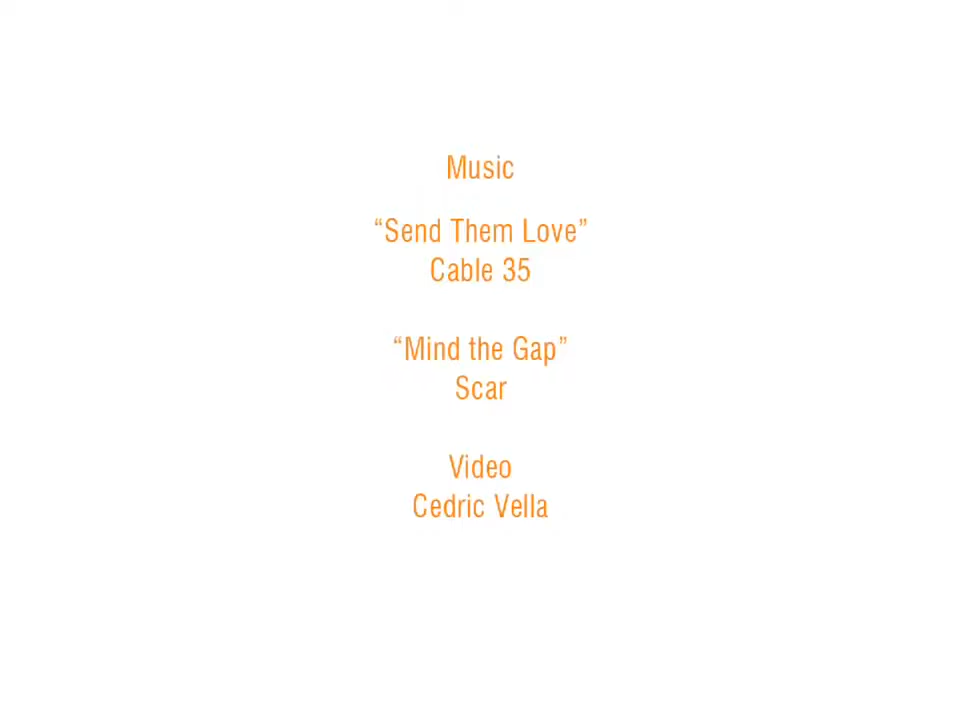 Music
“Send Them Love”
Cable 35
“Mind the Gap”
Scar
Video
Cedric Vella